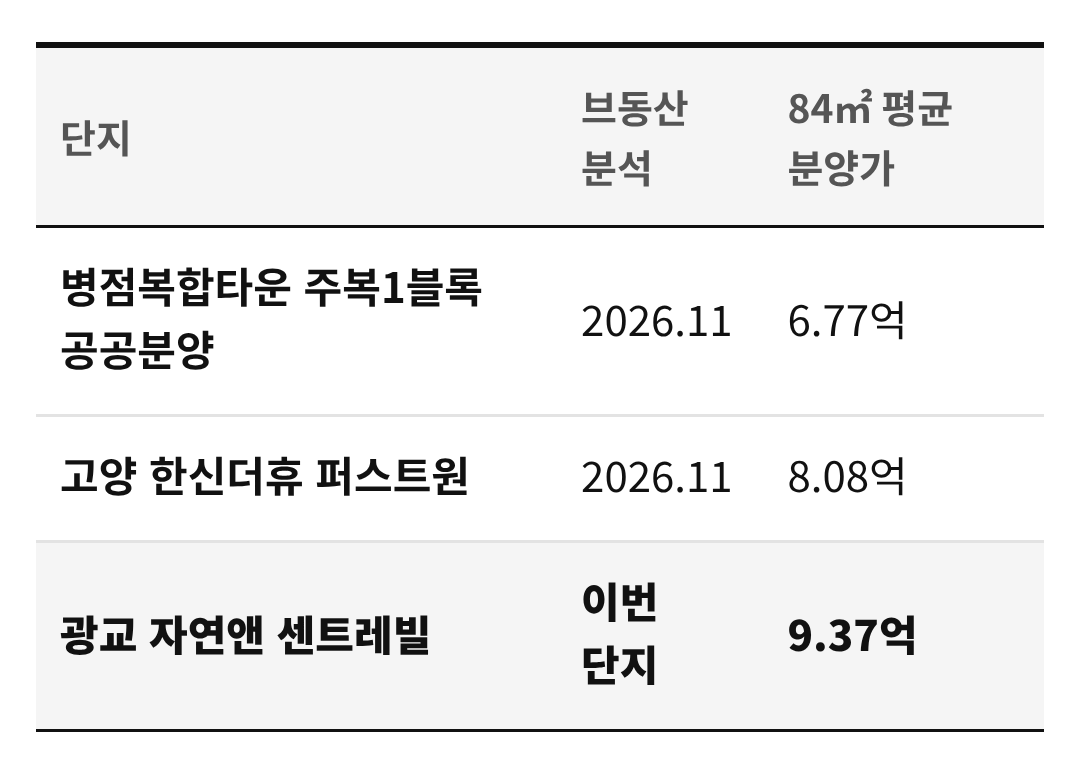 단지
브동산
분석
84㎡ 평균
분양가
병점복합타운 주복1블록
공공분양
2026.11
6.77억
고양 한신더휴 퍼스트원
2026.11
8.08억
광교 자연앤 센트레빌
이번
단지
9.37억